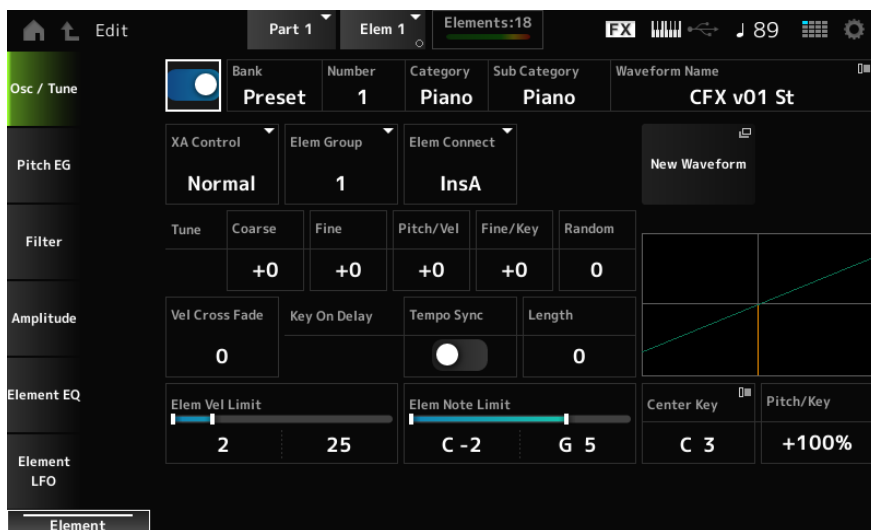 Edit Part 1 Elem 1 Elements:18 FX 89
Osc / Tune
Bank Number Category Sub Category Waveform Name
Preset 1 Piano Piano CFX v01 St
Pitch EG
XA Control Elem Group Elem Connect
New Waveform
Normal 1 InsA
Filter
Tune Coarse Fine Pitch/Vel Fine/Key Random
+0 +0 +0 +0 0
Amplitude
Vel Cross Fade Key On Delay Tempo Sync Length
0 0
Element EQ
Elem Vel Limit Elem Note Limit Center Key Pitch/Key
2 25 C -2 G 5 C 3 +100%
Element
LFO
Element